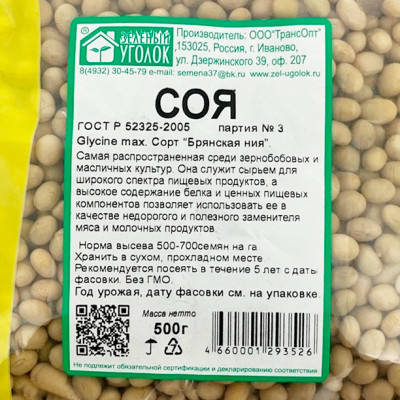 ЗЕЛЕНЫЙ
УГОЛОК
Производитель: ООО"ТрансОпт"
,153025, Россия, г. Иваново,
ул. Дзержинского 39, оф. 207
8(4932) 30-45-79 e-mail: semena37@bk.ru www.zel-ugolok.ru
СОЯ
ГОСТ Р 52325-2005 партия № 3
Glycine max. Сорт "Брянская ния".
Самая распространенная среди зернобобовых и
масличных культур. Она служит сырьем для
широкого спектра пищевых продуктов, а
высокое содержание белка и ценных пищевых
компонентов позволяет использовать ее в
качестве недорогого и полезного заменителя
мяса и молочных продуктов.
Норма высева 500-700семян на га
Хранить в сухом, прохладном месте
Рекомендуется посеять в течение 5 лет с даты
фасовки. Без ГМО.
Год урожая, дату фасовки см. на упаковке.
Масса нетто
500г
4 660001 293526
Не подлежит обязательной сертификации и декларированию соответствия